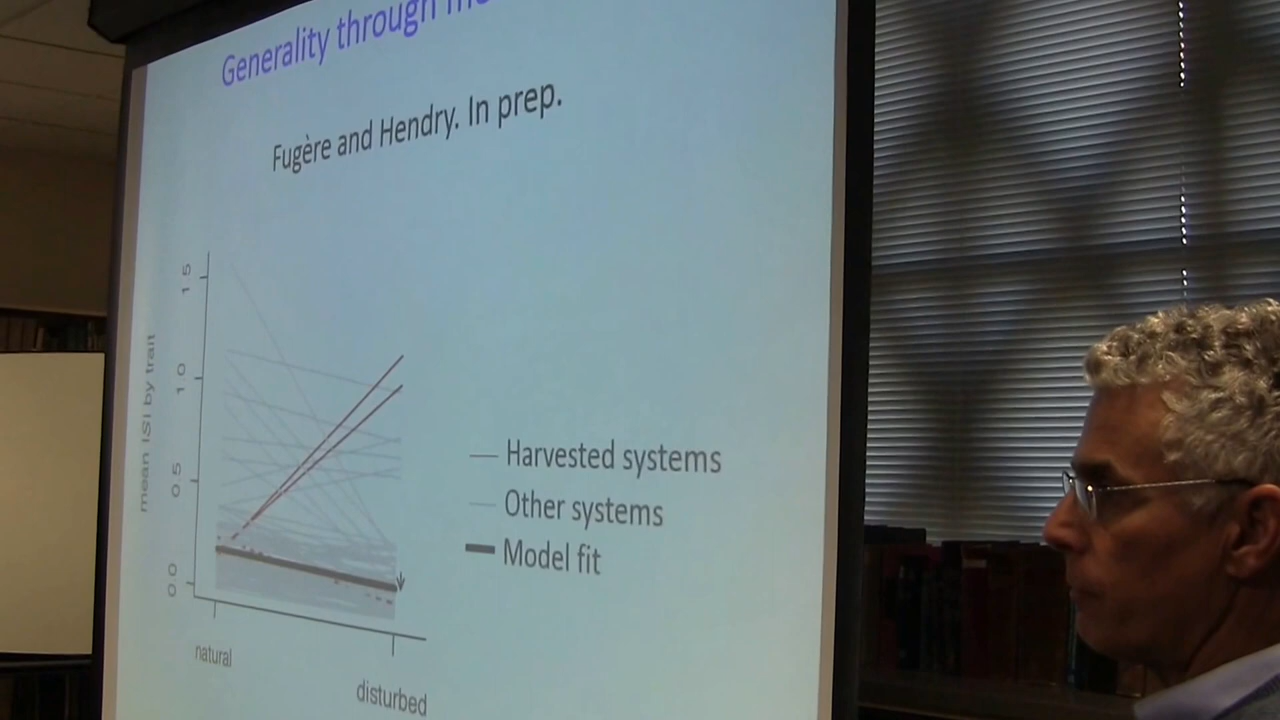 Generality through
Fugère and Hendry. In prep.
mean |S| by trait
1.5
1.0
0.5
0.0
natural
disturbed
Harvested systems
Other systems
Model fit